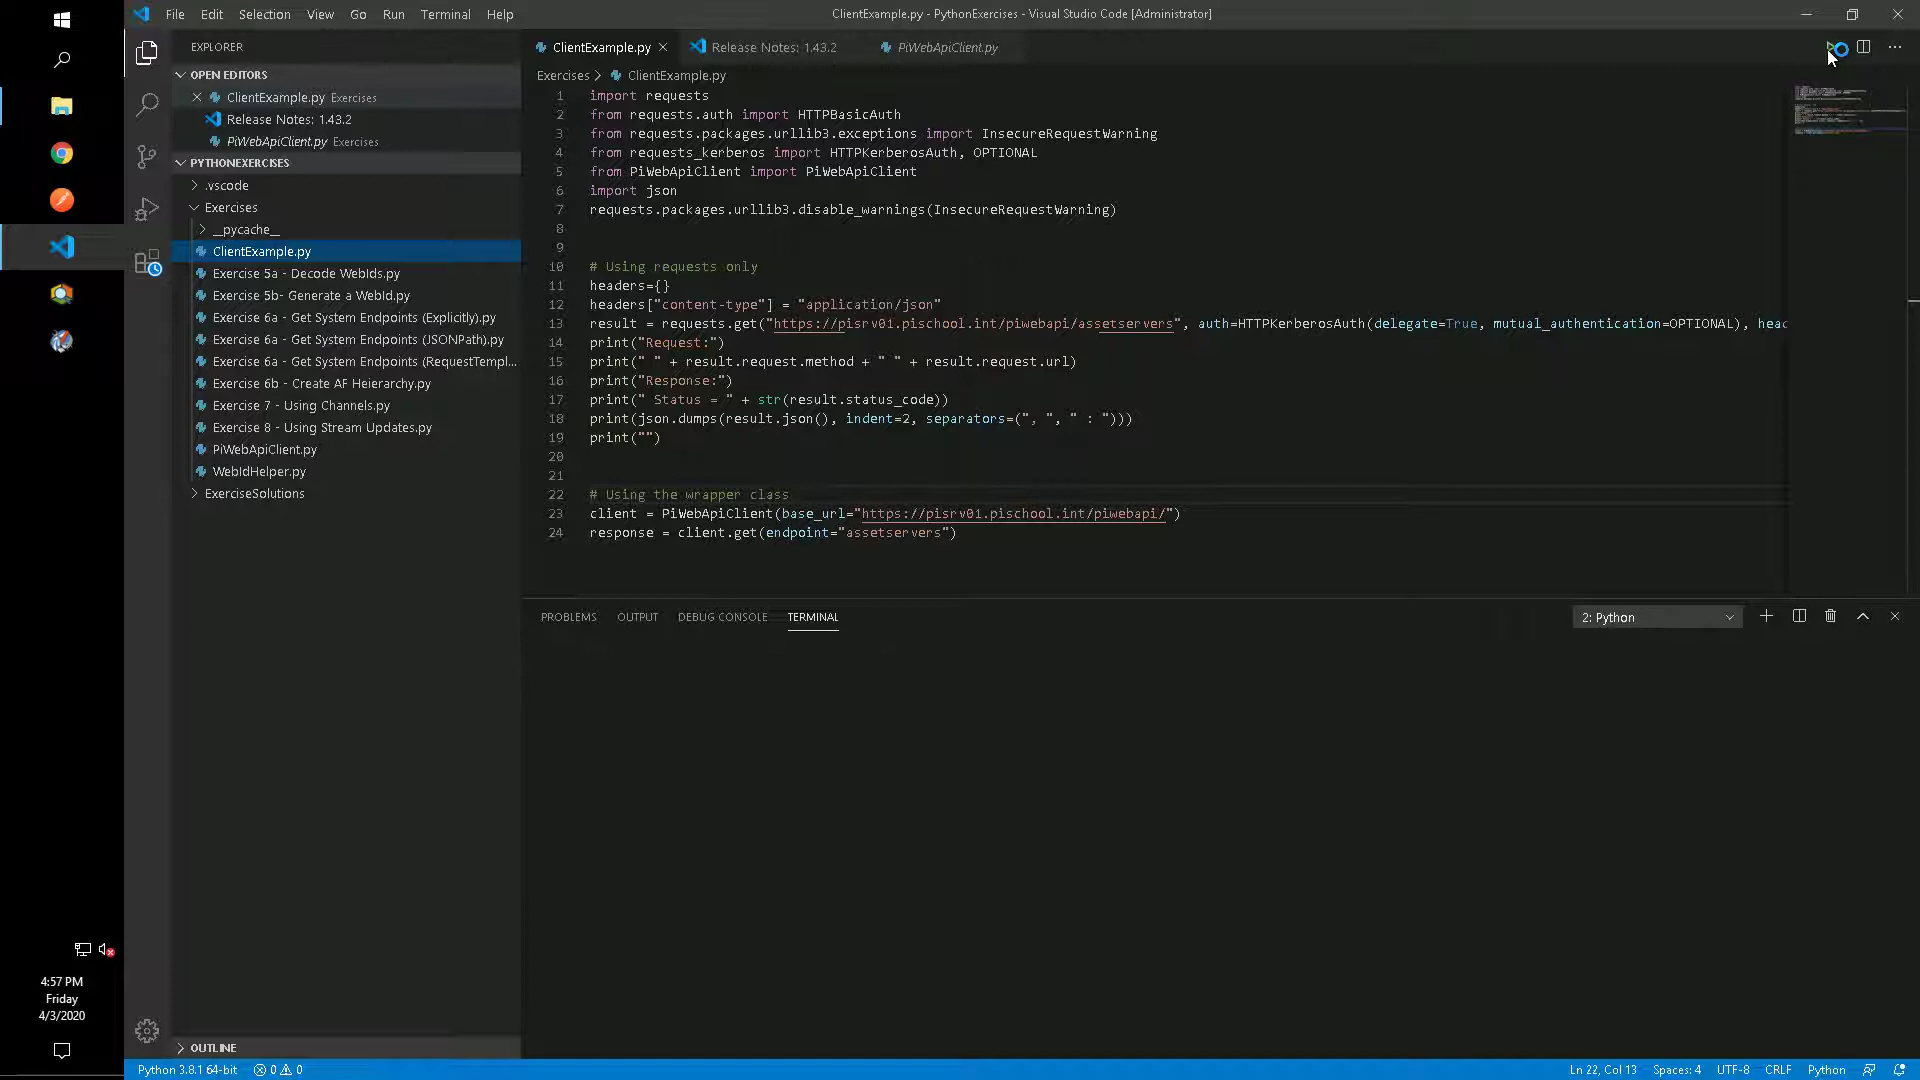 File Edit Selection View Go Run Terminal Help
ClientExample.py - PythonExercises - Visual Studio Code [Administrator]
EXPLORER
OPEN EDITORS
ClientExample.py Exercises
Release Notes: 1.43.2
PiWebApiClient.py Exercises
PYTHONEXERCISES
.vscode
Exercises
__pycache__
ClientExample.py
Exercise 5a - Decode WebIds.py
Exercise 5b- Generate a WebId.py
Exercise 6a - Get System Endpoints (Explicitly).py
Exercise 6a - Get System Endpoints (JSONPath).py
Exercise 6a - Get System Endpoints (RequestTempl...
Exercise 6b - Create AF Heierarchy.py
Exercise 7 - Using Channels.py
Exercise 8 - Using Stream Updates.py
PiWebApiClient.py
WebIdHelper.py
ExerciseSolutions
OUTLINE
ClientExample.py
Release Notes: 1.43.2
PiWebApiClient.py
Exercises > ClientExample.py
1 import requests
2 from requests.auth import HTTPBasicAuth
3 from requests.packages.urllib3.exceptions import InsecureRequestWarning
4 from requests_kerberos import HTTPKerberosAuth, OPTIONAL
5 from PiWebApiClient import PiWebApiClient
6 import json
7 requests.packages.urllib3.disable_warnings(InsecureRequestWarning)
8
9
10 # Using requests only
11 headers={}
12 headers["content-type"] = "application/json"
13 result = requests.get("https://pisrv01.pischool.int/piwebapi/assetservers", auth=HTTPKerberosAuth(delegate=True, mutual_authentication=OPTIONAL), head
14 print("Request:")
15 print(" " + result.request.method + " " + result.request.url)
16 print("Response:")
17 print(" Status = " + str(result.status_code))
18 print(json.dumps(result.json(), indent=2, separators=(", ", " : ")))
19 print("")
20
21
22 # Using the wrapper class
23 client = PiWebApiClient(base_url="https://pisrv01.pischool.int/piwebapi/")
24 response = client.get(endpoint="assetservers")
PROBLEMS OUTPUT DEBUG CONSOLE TERMINAL
2: Python
4:57 PM
Friday
4/3/2020
Python 3.8.1 64-bit 0 0
Ln 22, Col 13 Spaces: 4 UTF-8 CRLF Python